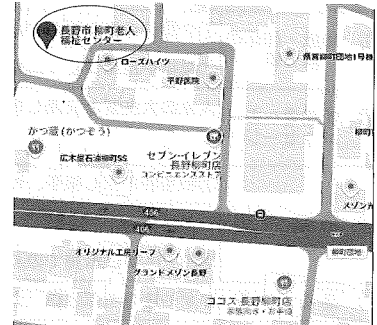 長野市 柳町老人
福祉センター
ローズハイツ
平野医院
県営柳町団地1号棟
かつ蔵(かつぞう)
セブン-イレブン
長野柳町店
コンビニエンスストア
広木屋石油柳町SS
柳町
メゾン
406
406
柳町団地
オリジナル工房リーフ
グランドメゾン長野
ココス 長野柳町店